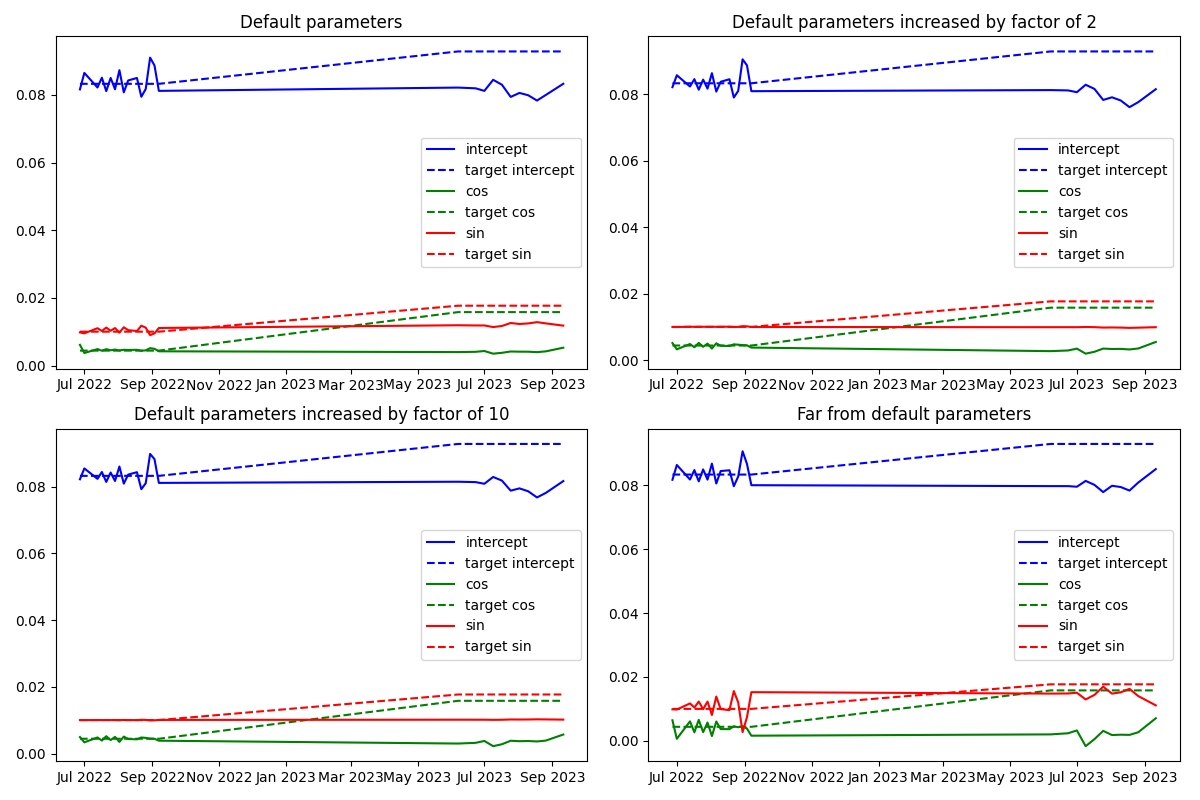 Default parameters
0.08
0.06
0.04
0.02
0.00
intercept
target intercept
cos
target cos
sin
target sin
Jul 2022 Sep 2022 Nov 2022 Jan 2023 Mar 2023 May 2023 Jul 2023 Sep 2023
Default parameters increased by factor of 2
0.08
0.06
0.04
0.02
0.00
intercept
target intercept
cos
target cos
sin
target sin
Jul 2022 Sep 2022 Nov 2022 Jan 2023 Mar 2023 May 2023 Jul 2023 Sep 2023
Default parameters increased by factor of 10
0.08
0.06
0.04
0.02
0.00
intercept
target intercept
cos
target cos
sin
target sin
Jul 2022 Sep 2022 Nov 2022 Jan 2023 Mar 2023 May 2023 Jul 2023 Sep 2023
Far from default parameters
0.08
0.06
0.04
0.02
0.00
intercept
target intercept
cos
target cos
sin
target sin
Jul 2022 Sep 2022 Nov 2022 Jan 2023 Mar 2023 May 2023 Jul 2023 Sep 2023